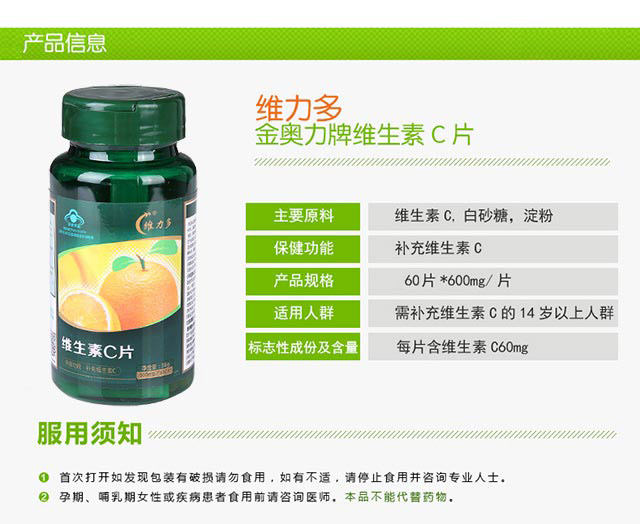 产品信息
维力多
金奥力牌维生素C片
主要原料 维生素C, 白砂糖，淀粉
保健功能 补充维生素C
产品规格 60片*600mg/片
适用人群 需补充维生素C的14岁以上人群
标志性成份及含量 每片含维生素C60mg
维力多
维生素C片
服用须知
1 首次打开如发现包装有破损请勿食用，如有不适，请停止食用并咨询专业人士。
2 孕期、哺乳期女性或疾病患者食用前请咨询医师。本品不能代替药物。